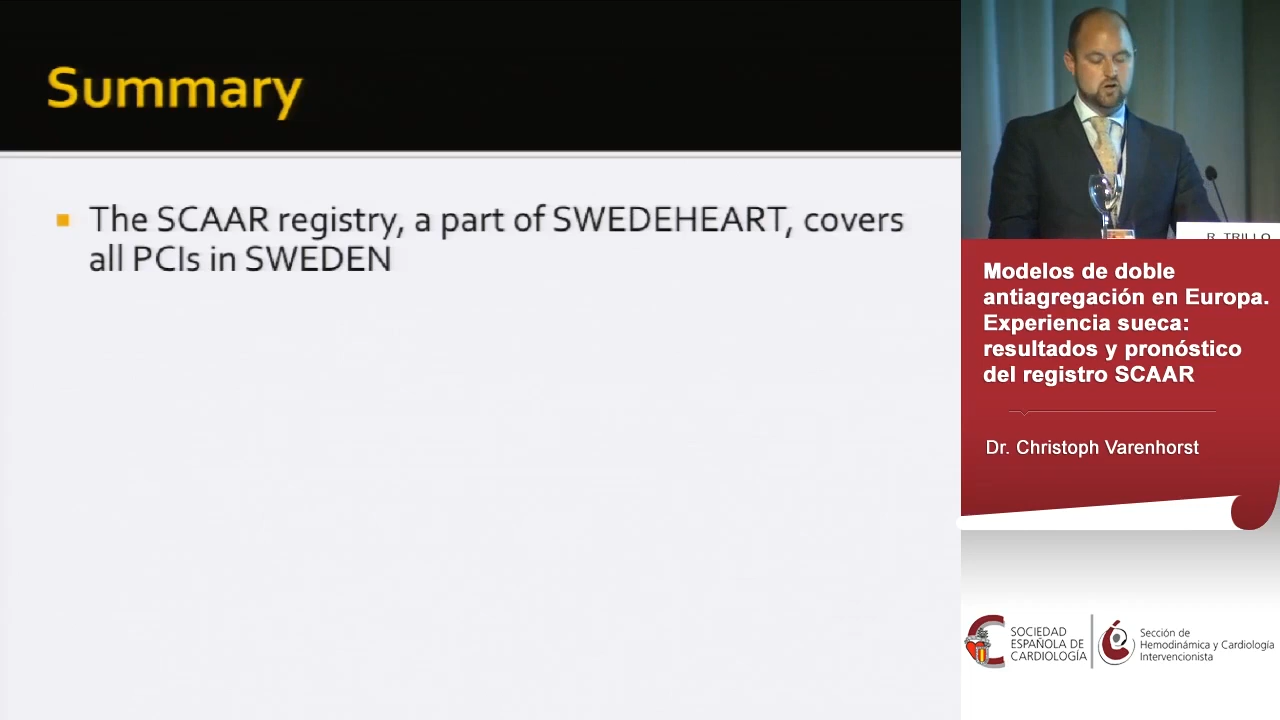 Summary
The SCAAR registry, a part of SWEDEHEART, covers
all PCIs in SWEDEN
R. TRILLO
Modelos de doble
antiagregación en Europa.
Experiencia sueca:
resultados y pronóstico
del registro SCAAR
Dr. Christoph Varenhorst
SOCIEDAD
ESPAÑOLA DE
CARDIOLOGÍA
Sección de
Hemodinámica y Cardiología
Intervencionista